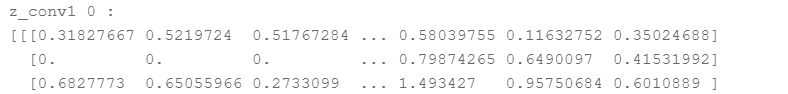 z_conv1 0 :
[[[0.31827667 0.5219724  0.51767284 ... 0.58039755 0.11632752 0.35024688]
  [0.         0.         0.         ... 0.79874265 0.6490097  0.41531992]
  [0.6827773  0.65055966 0.2733099  ... 1.493427   0.95750684 0.6010889 ]